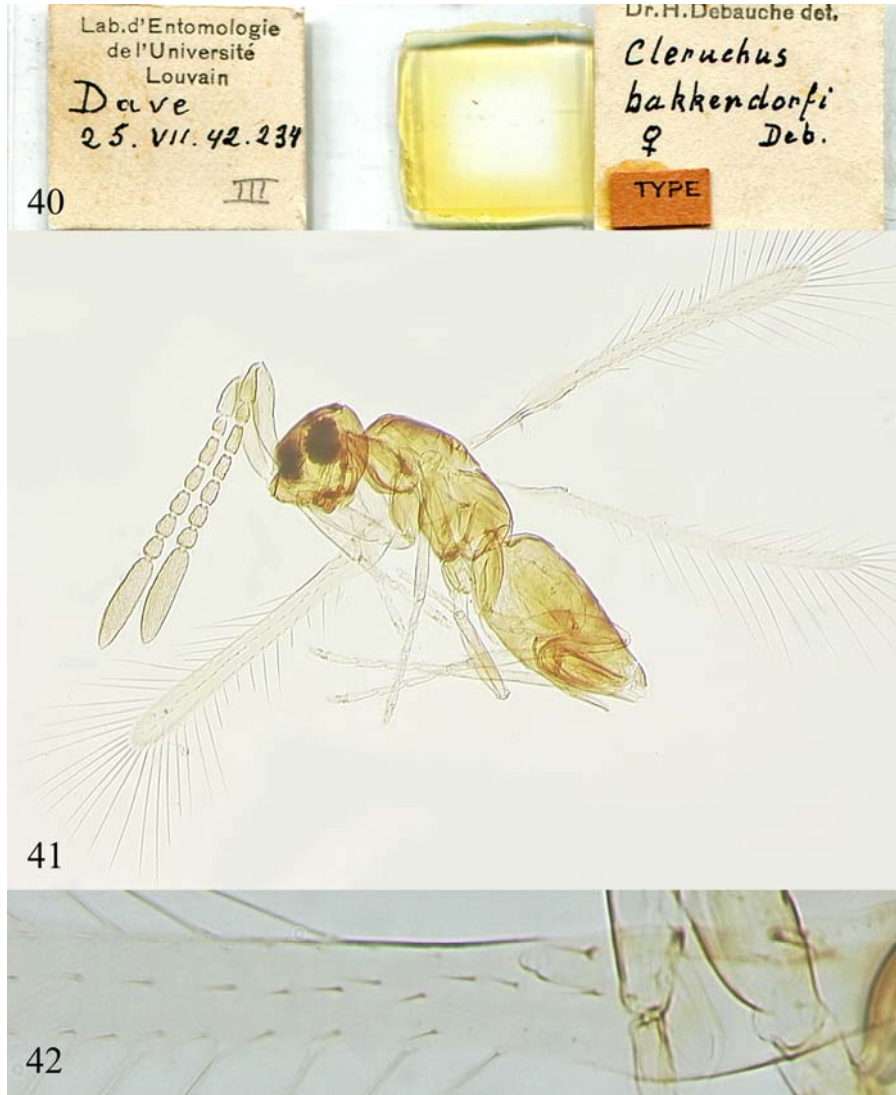 Lab.d'Entomologie
de l'Université
Louvain
Dave
25.VII.42.234
III
40
Dr.H.Debauche det.
Cleruchus
bakkendorfi
♀ Deb.
TYPE
41
42